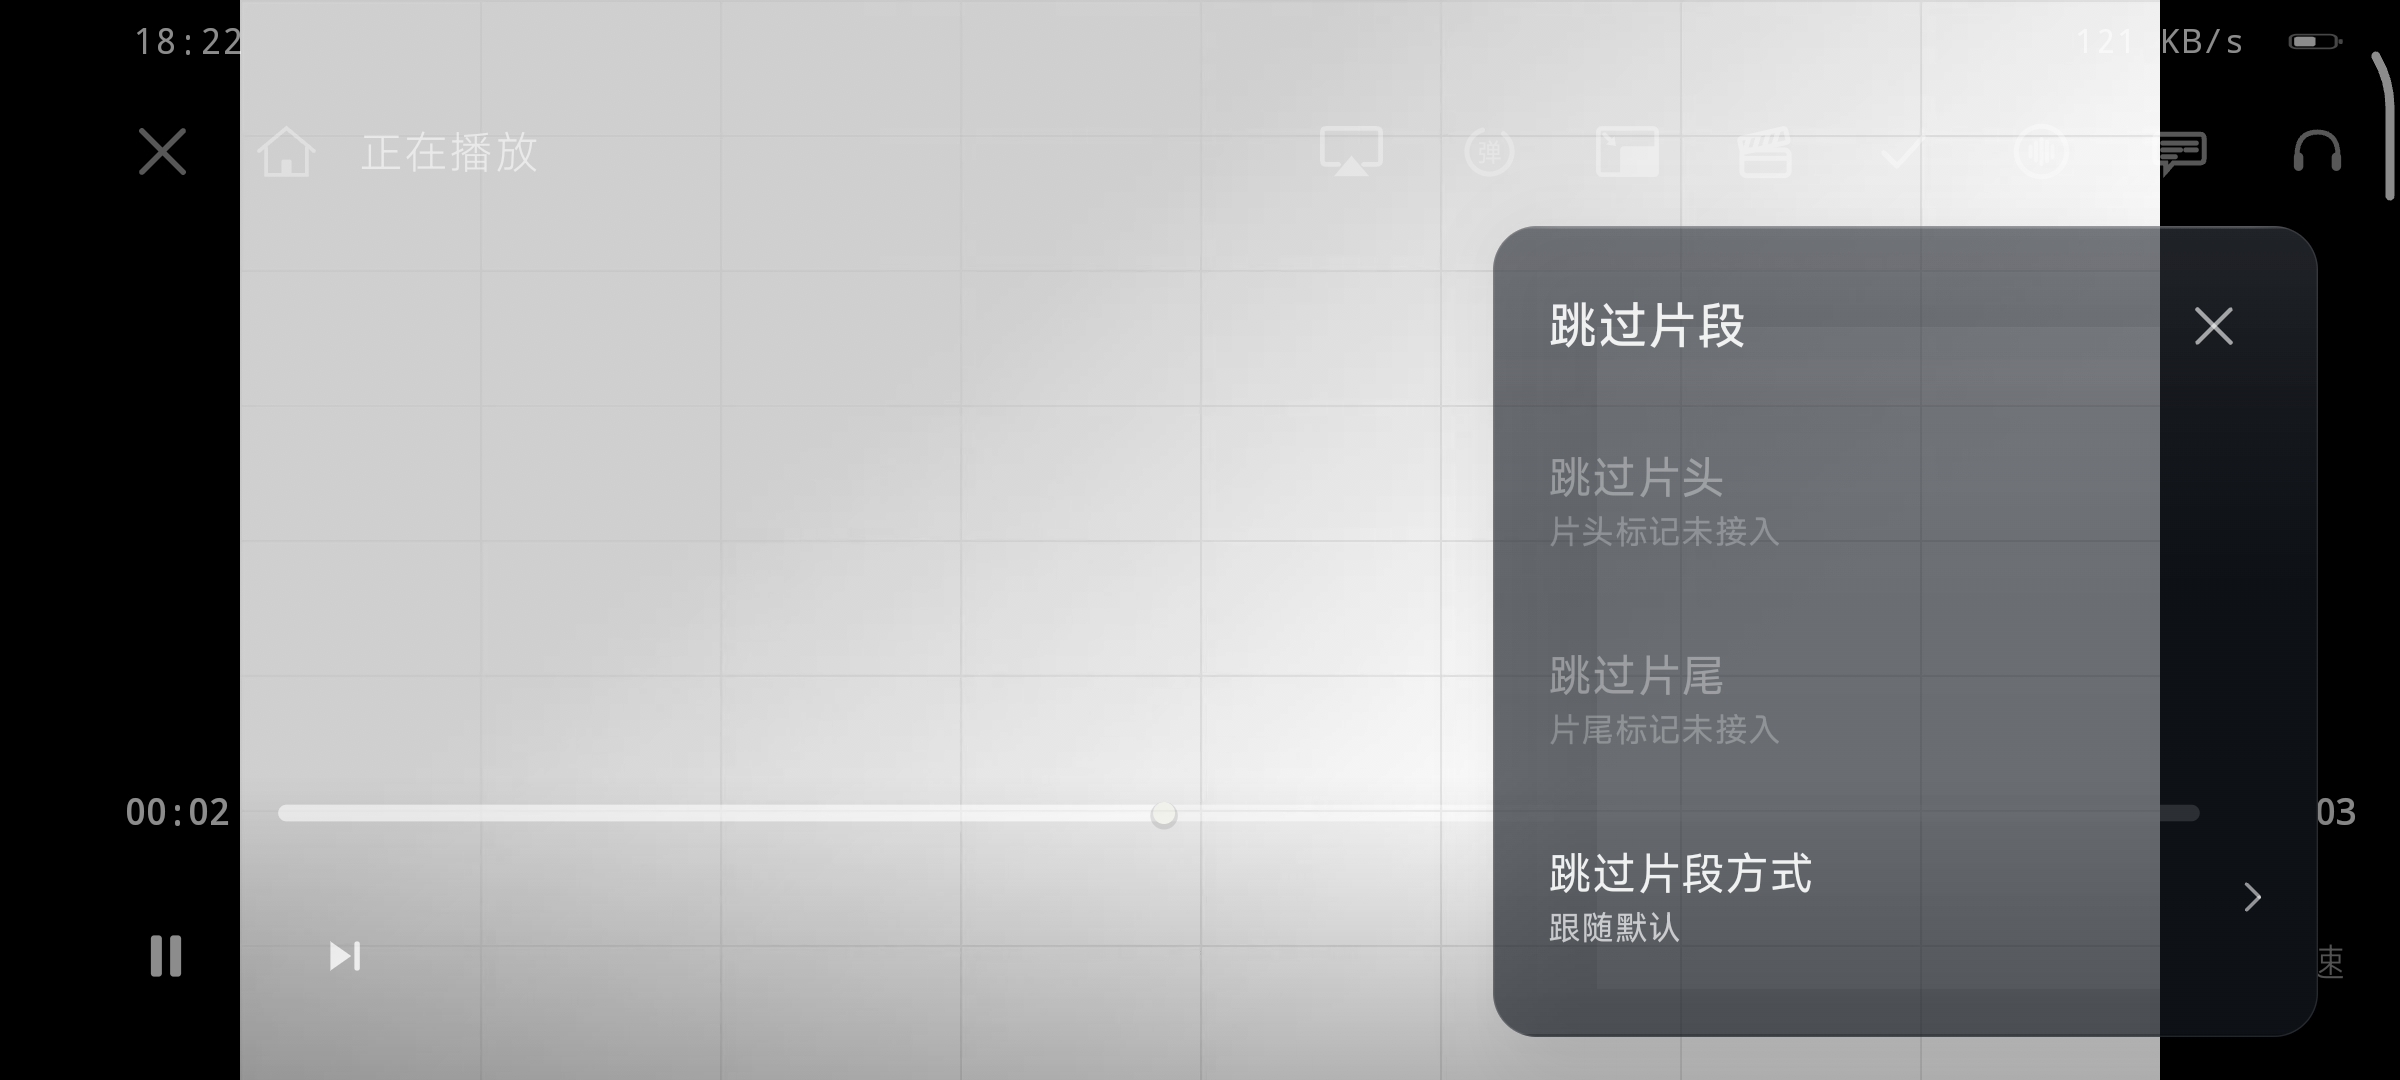 18:22
121 KB/s
正在播放
弹
跳过片段
跳过片头
片头标记未接入
跳过片尾
片尾标记未接入
00:02
03
跳过片段方式
跟随默认
速